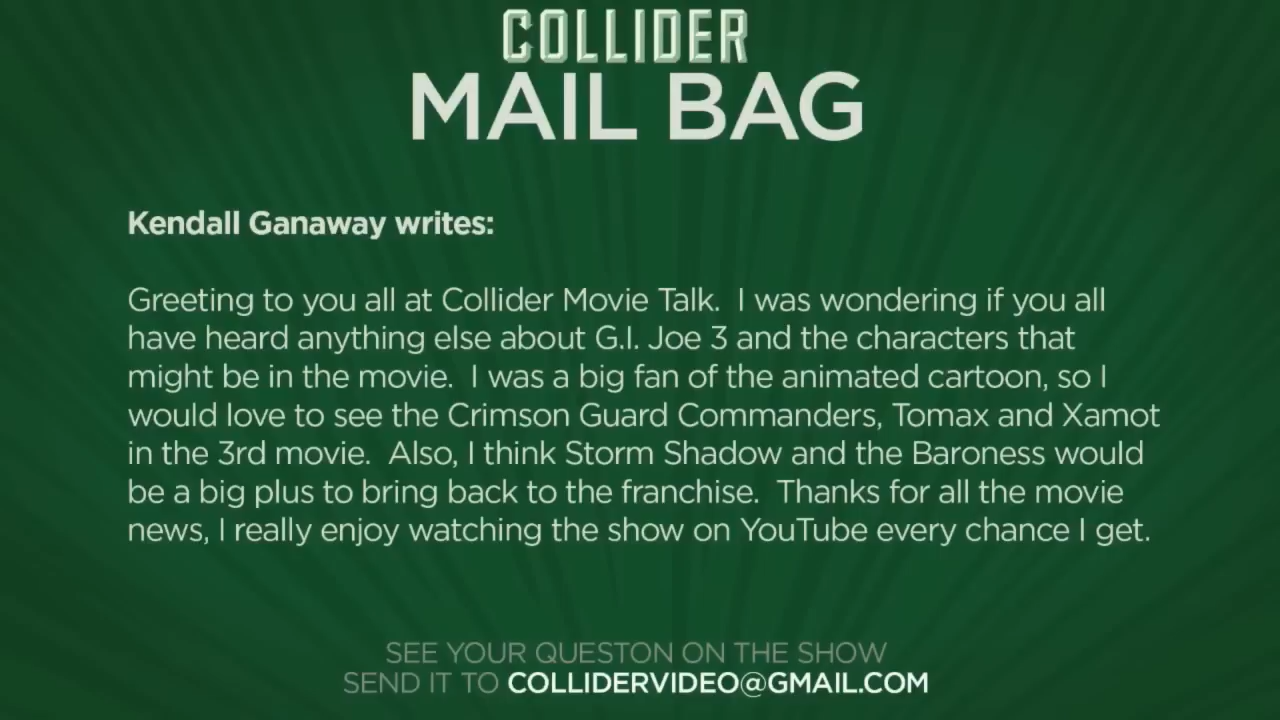 COLLIDER
MAIL BAG
Kendall Ganaway writes:
Greeting to you all at Collider Movie Talk.  I was wondering if you all
have heard anything else about G.I. Joe 3 and the characters that
might be in the movie.  I was a big fan of the animated cartoon, so I
would love to see the Crimson Guard Commanders, Tomax and Xamot
in the 3rd movie.  Also, I think Storm Shadow and the Baroness would
be a big plus to bring back to the franchise.  Thanks for all the movie
news, I really enjoy watching the show on YouTube every chance I get.
SEE YOUR QUESTON ON THE SHOW
SEND IT TO COLLIDERVIDEO@GMAIL.COM